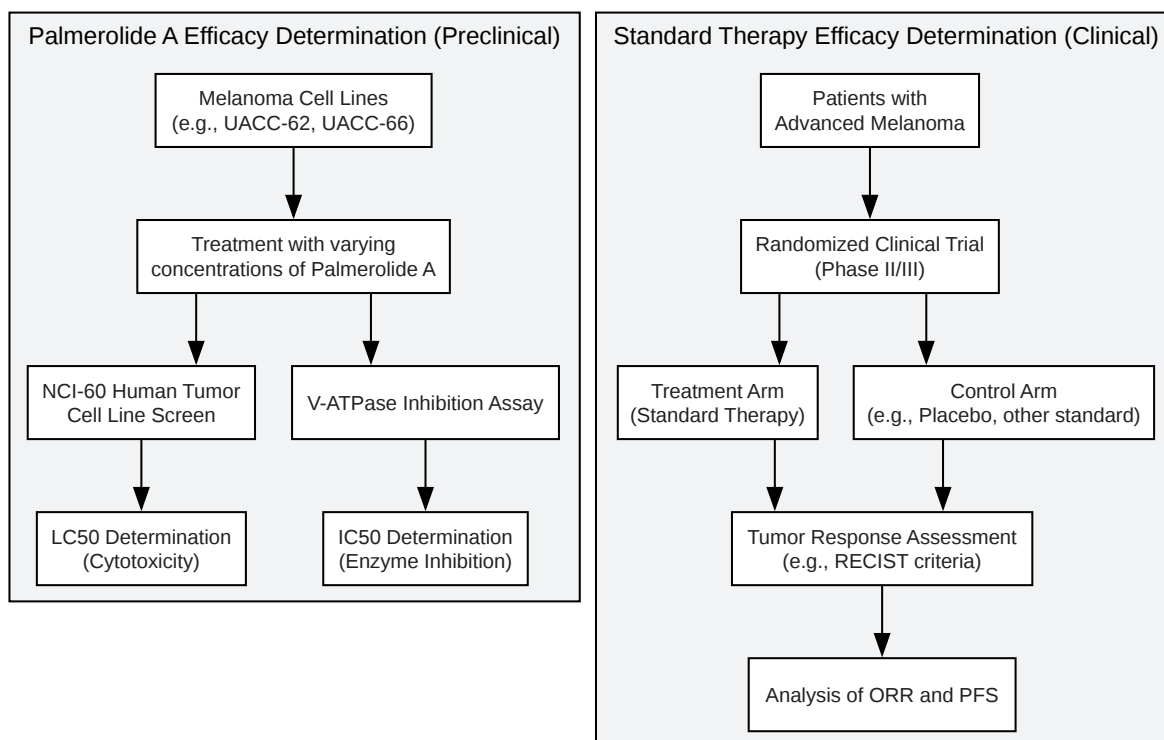 Palmerolide A Efficacy Determination (Preclinical)
Melanoma Cell Lines
(e.g., UACC-62, UACC-66)
Treatment with varying
concentrations of Palmerolide A
NCI-60 Human Tumor
Cell Line Screen
V-ATPase Inhibition Assay
LC50 Determination
(Cytotoxicity)
IC50 Determination
(Enzyme Inhibition)
Standard Therapy Efficacy Determination (Clinical)
Patients with
Advanced Melanoma
Randomized Clinical Trial
(Phase II/III)
Treatment Arm
(Standard Therapy)
Control Arm
(e.g., Placebo, other standard)
Tumor Response Assessment
(e.g., RECIST criteria)
Analysis of ORR and PFS